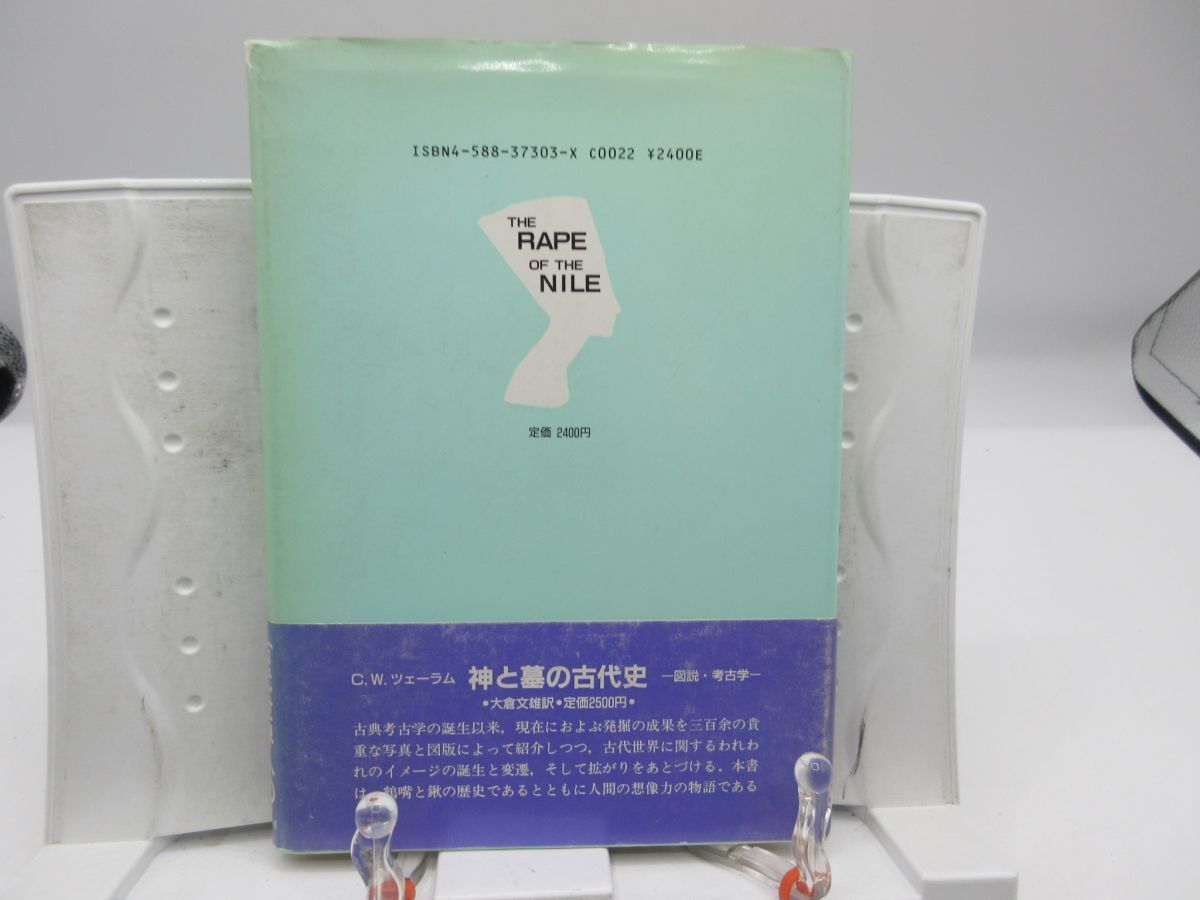 ISBN4-588-37303-X C0022 ¥2400E
THE
RAPE
OF THE
NILE
定価 2400円
C.W.ツェーラム 神と墓の古代史 —図説・考古学—
•大倉文雄訳•定価2500円•
古典考古学の誕生以来，現在におよぶ発掘の成果を三百余の貴
重な写真と図版によって紹介しつつ，古代世界に関するわれわ
れのイメージの誕生と変遷，そして拡がりをあとづける．本書
は，鶴嘴と鍬の歴史であるとともに人間の想像力の物語である